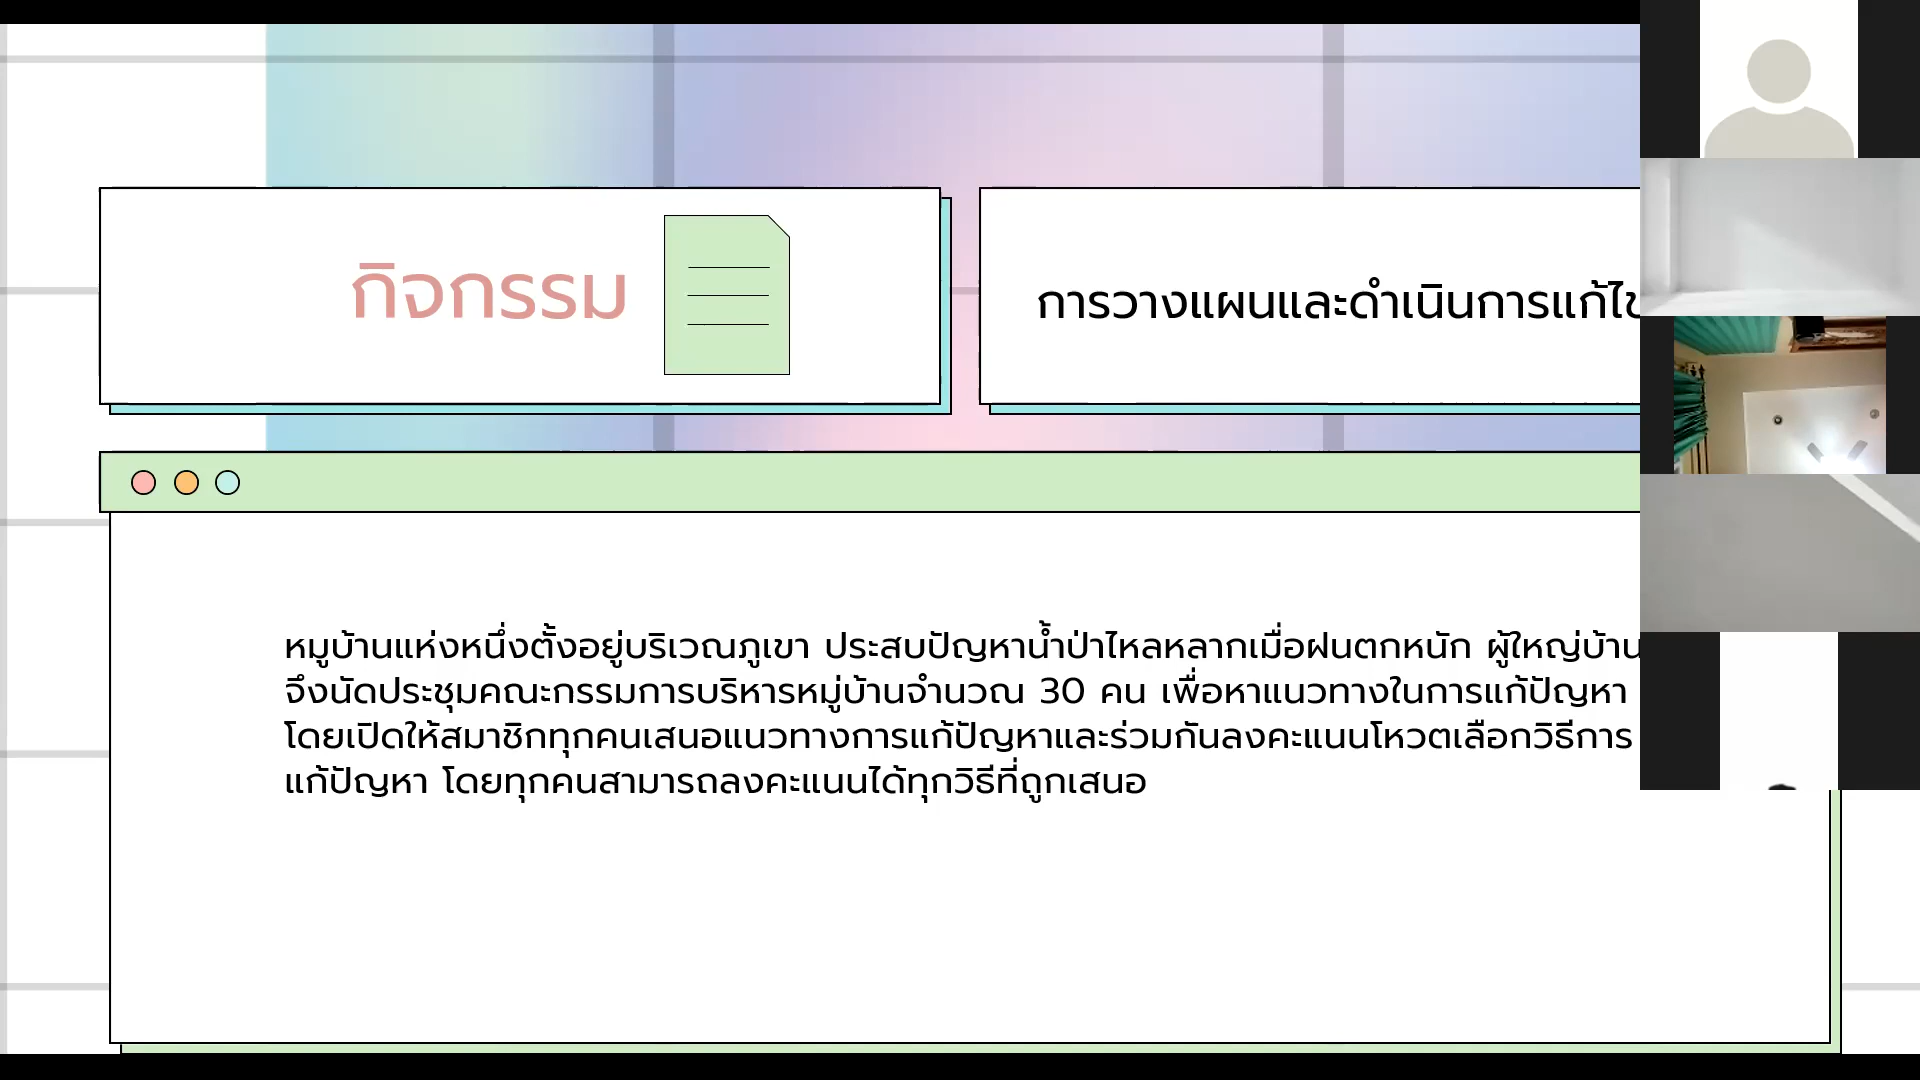 กิจกรรม
การวางแผนและดำเนินการแก้ไข
หมู่บ้านแห่งหนึ่งตั้งอยู่บริเวณภูเขา ประสบปัญหาน้ำป่าไหลหลากเมื่อฝนตกหนัก ผู้ใหญ่บ้าน
จึงนัดประชุมคณะกรรมการบริหารหมู่บ้านจำนวณ 30 คน เพื่อหาแนวทางในการแก้ปัญหา
โดยเปิดให้สมาชิกทุกคนเสนอแนวทางการแก้ปัญหาและร่วมกันลงคะแนนโหวตเลือกวิธีการ
แก้ปัญหา โดยทุกคนสามารถลงคะแนนได้ทุกวิธีที่ถูกเสนอ